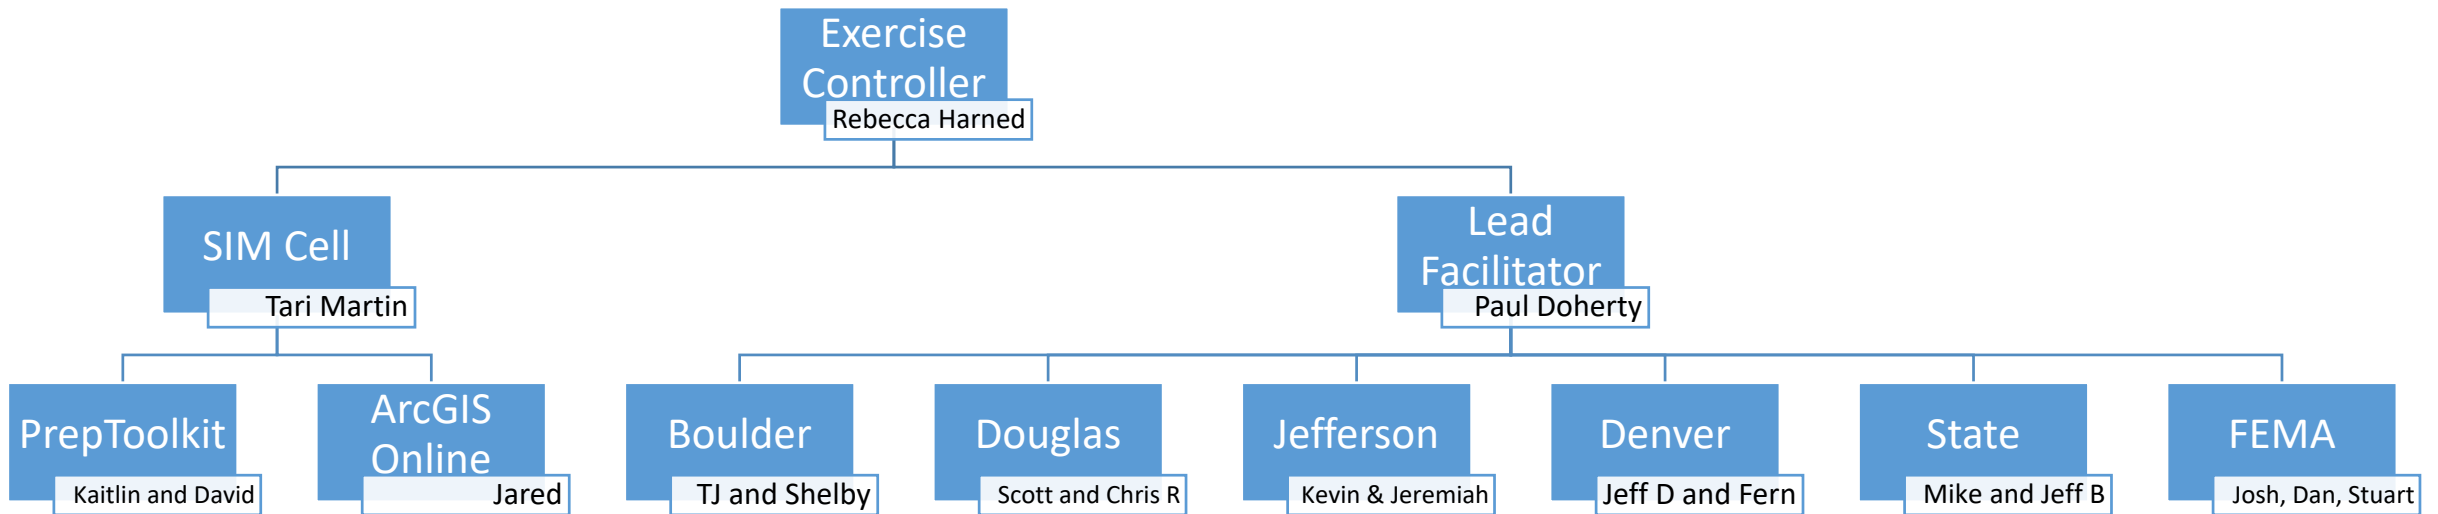 Exercise
Controller
Rebecca Harned
SIM Cell
Tari Martin
Lead
Facilitator
Paul Doherty
PrepToolkit
Kaitlin and David
ArcGIS
Online
Jared
Boulder
TJ and Shelby
Douglas
Scott and Chris R
Jefferson
Kevin & Jeremiah
Denver
Jeff D and Fern
State
Mike and Jeff B
FEMA
Josh, Dan, Stuart